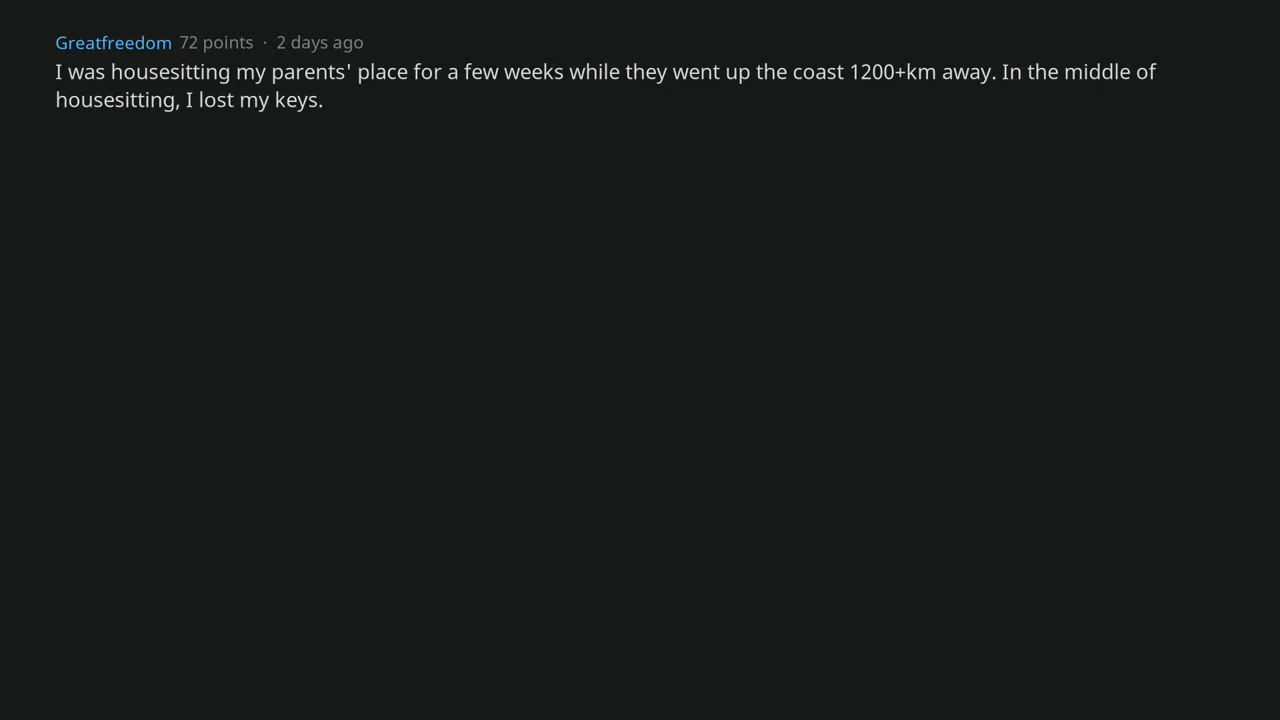 Greatfreedom 72 points · 2 days ago
I was housesitting my parents' place for a few weeks while they went up the coast 1200+km away. In the middle of
housesitting, I lost my keys.